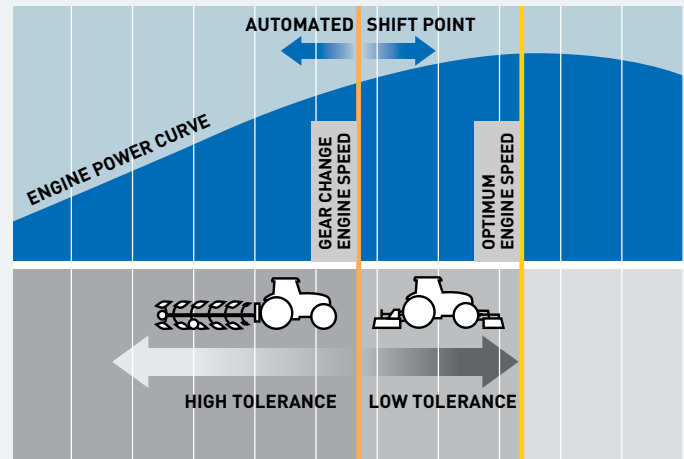 AUTOMATED SHIFT POINT
ENGINE POWER CURVE
GEAR CHANGE
ENGINE SPEED
OPTIMUM
ENGINE SPEED
HIGH TOLERANCE
LOW TOLERANCE